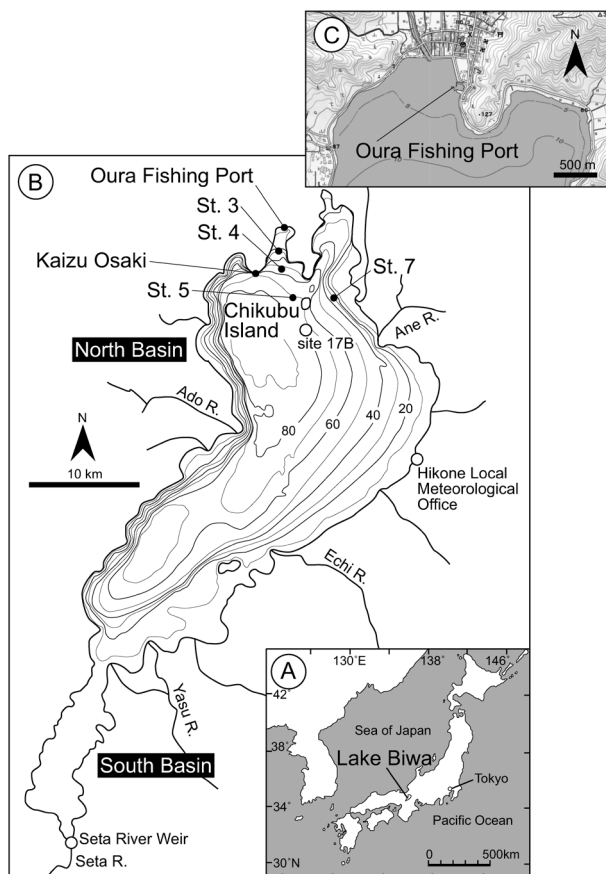 C
N
127
87
86
Oura Fishing Port
500 m
B
Oura Fishing Port
St. 3
St. 4
Kaizu Osaki
St. 5
St. 7
Chikubu
Island
site 17B
Ane R.
North Basin
Ado R.
N
10 km
80
60
40
20
Hikone Local
Meteorological
Office
Echi R.
Yasu R.
South Basin
Seta River Weir
Seta R.
A
130°E
138°
146°
42°
38°
34°
30°N
Sea of Japan
Lake Biwa
Tokyo
Pacific Ocean
0
500km